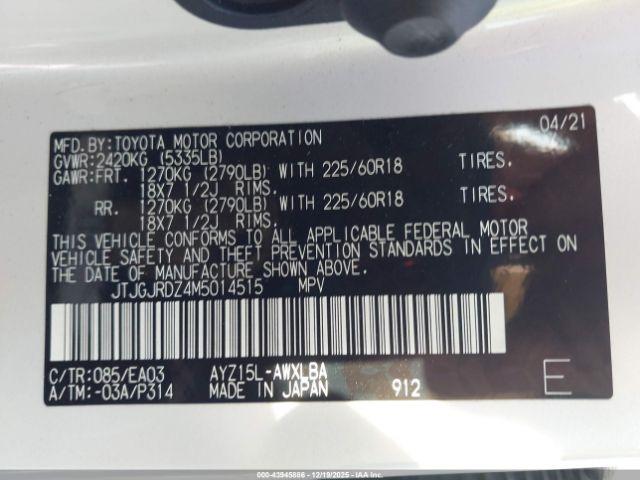 MFD.BY:TOYOTA MOTOR CORPORATION 04/21
GVWR:2420KG (5335LB)
GAWR:FRT. 1270KG (2790LB) WITH 225/60R18 TIRES.
18X7 1/2J RIMS.
RR. 1270KG (2790LB) WITH 225/60R18 TIRES.
18X7 1/2J RIMS.
THIS VEHICLE CONFORMS TO ALL APPLICABLE FEDERAL MOTOR
VEHICLE SAFETY AND THEFT PREVENTION STANDARDS IN EFFECT ON
THE DATE OF MANUFACTURE SHOWN ABOVE.
JTJGJRDZ4M5014515 MPV
C/TR:085/EA03 AYZ15L-AWXLBA
A/TM:-03A/P314 MADE IN JAPAN 912 E
000-43945886 - 12/19/2025 - IAAI.COM